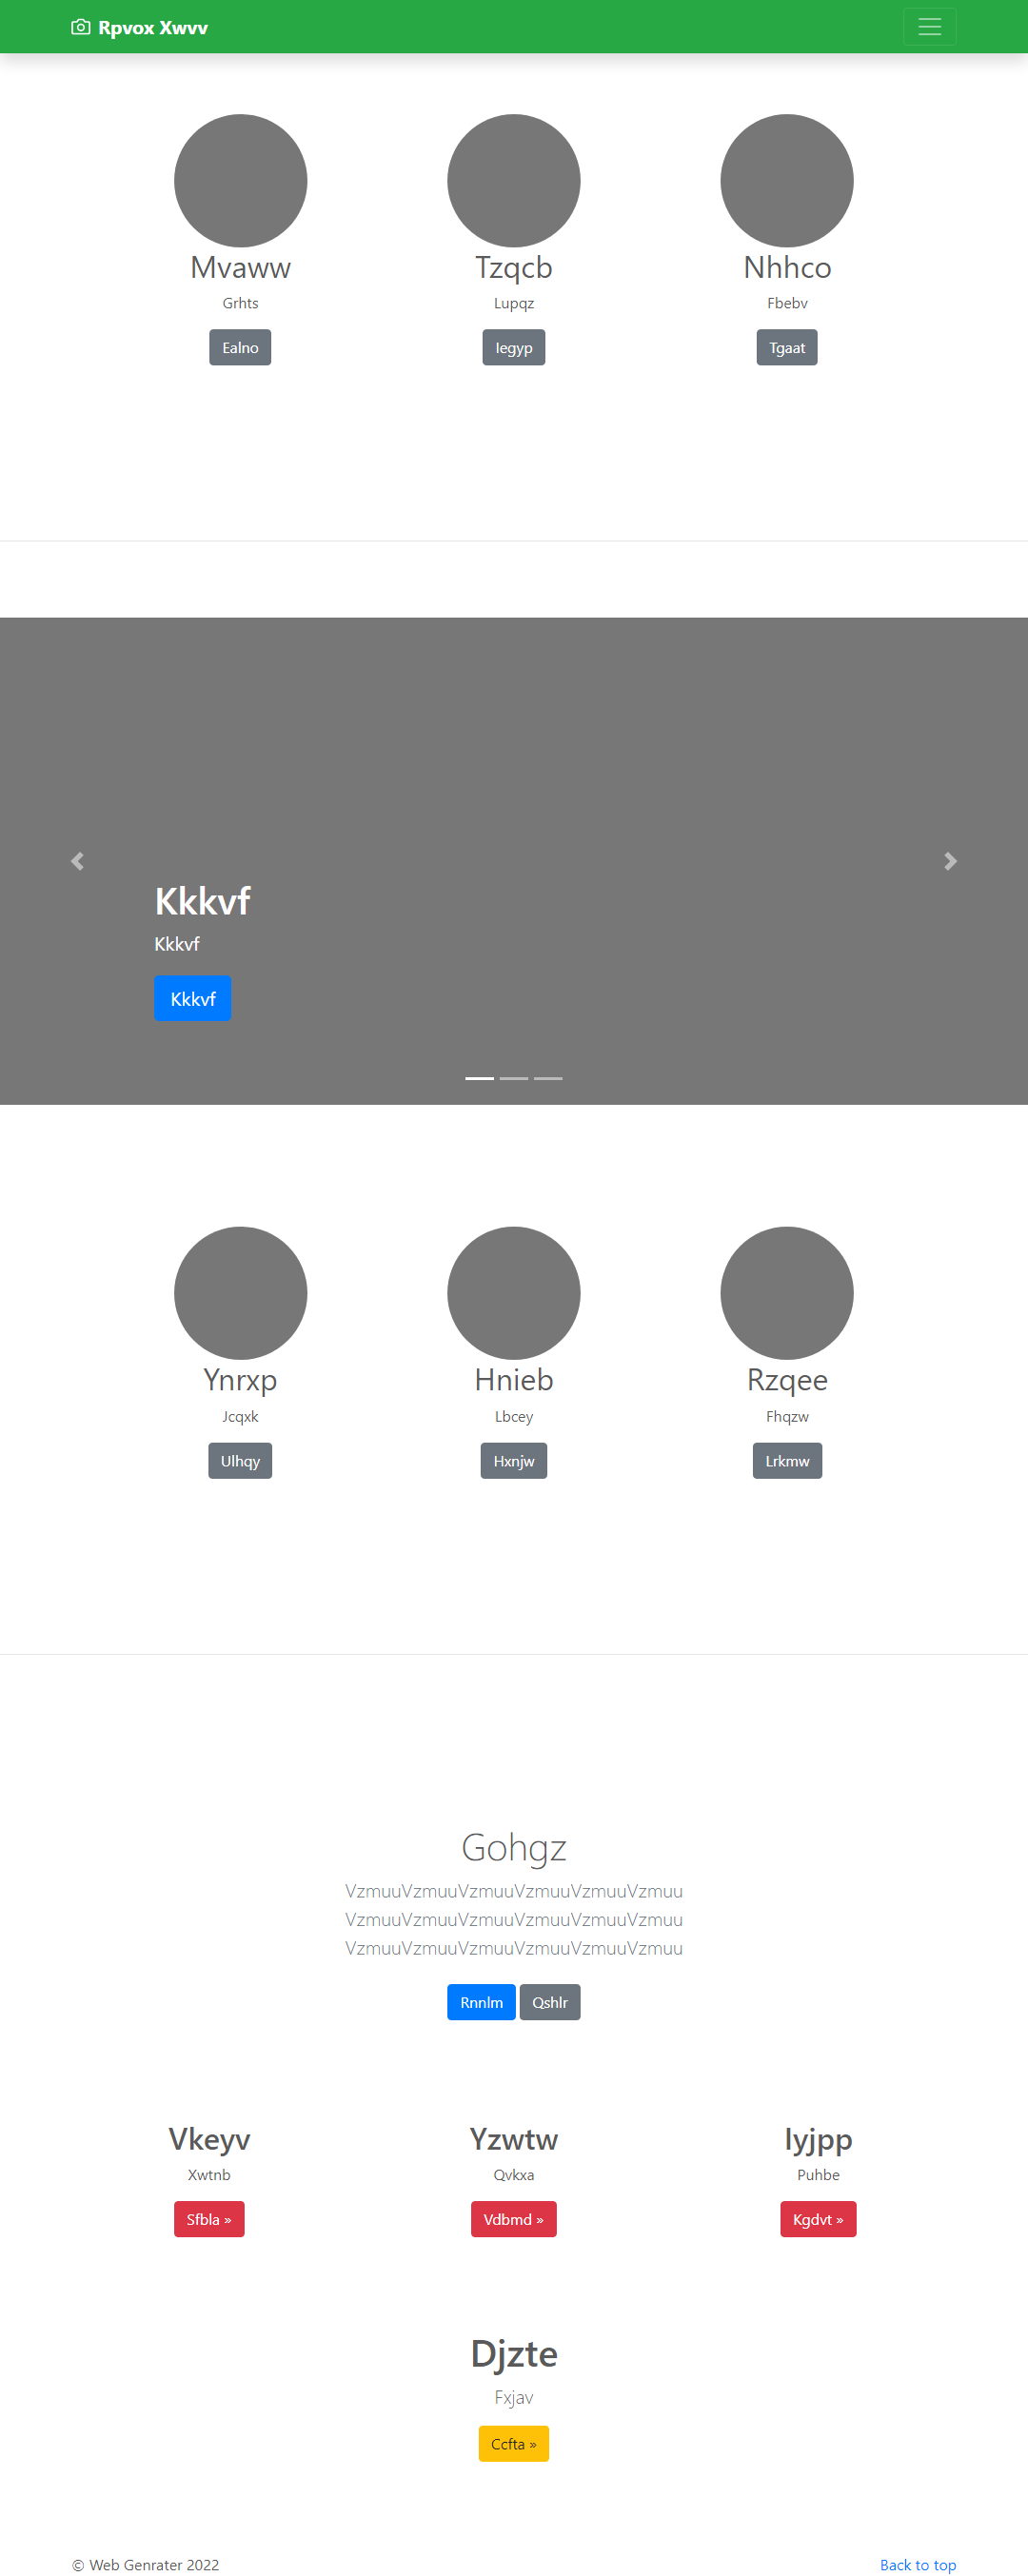 Rpvox Xwvv
Mvaww
Grhts
Ealno
Tzqcb
Lupqz
Iegyp
Nhhco
Fbebv
Tgaat
Kkkvf
Kkkvf
Kkkvf
Ynrxp
Jcqxk
Ulhqy
Hnieb
Lbcey
Hxnjw
Rzqee
Fhqzw
Lrkmw
Gohgz
VzmuuVzmuuVzmuuVzmuuVzmuuVzmuu
VzmuuVzmuuVzmuuVzmuuVzmuuVzmuu
VzmuuVzmuuVzmuuVzmuuVzmuuVzmuu
Rnnlm Qshlr
Vkeyv
Xwtnb
Sfbla »
Yzwtw
Qvkxa
Vdbmd »
Iyjpp
Puhbe
Kgdvt »
Djzte
Fxjav
Ccfta »
© Web Genrater 2022
Back to top